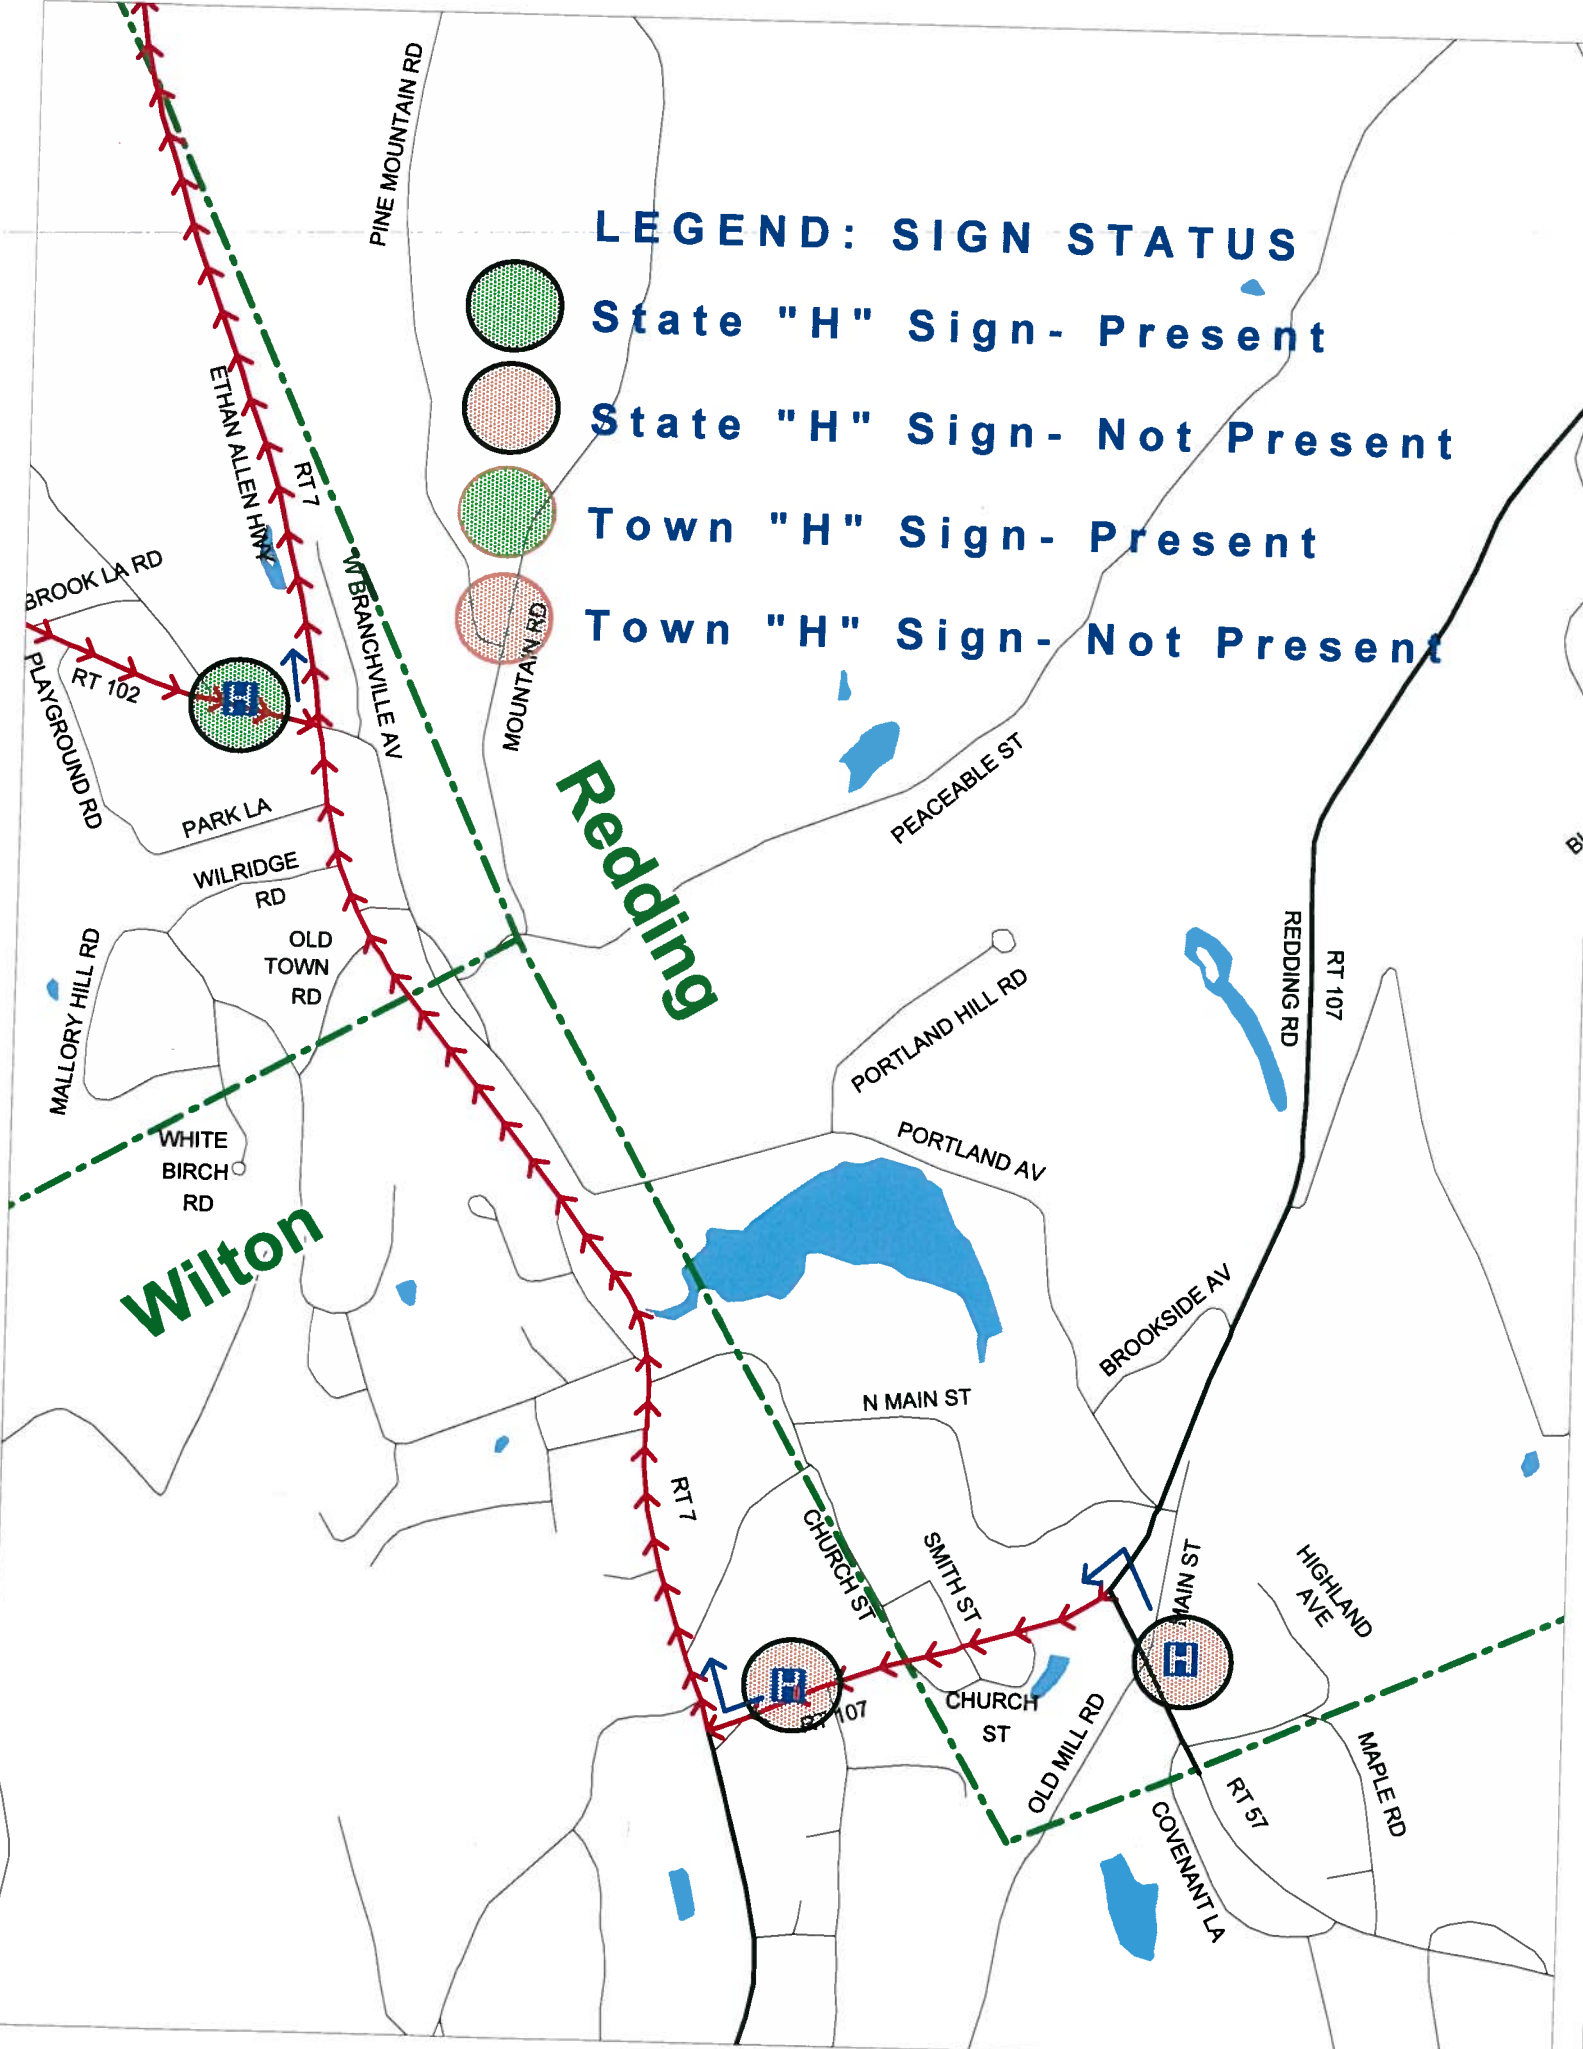 PINE MOUNTAIN RD
LEGEND: SIGN STATUS
State "H" Sign- Present
State "H" Sign- Not Present
Town "H" Sign- Present
Town "H" Sign- Not Present
ETHAN ALLEN HWY
RT 7
BROOK LA RD
W BRANCHVILLE AV
MOUNTAIN RD
PLAYGROUND RD
RT 102
H
PEACEABLE ST
PARK LA
Redding
WILRIDGE
RD
OLD
TOWN
RD
MALLORY HILL RD
REDDING RD
RT 107
PORTLAND HILL RD
WHITE
BIRCH
RD
PORTLAND AV
Wilton
BROOKSIDE AV
N MAIN ST
RT 7
CHURCH ST
SMITH ST
MAIN ST
HIGHLAND
AVE
H
H
RT 107
CHURCH
ST
OLD MILL RD
RT 57
MAPLE RD
COVENANT LA